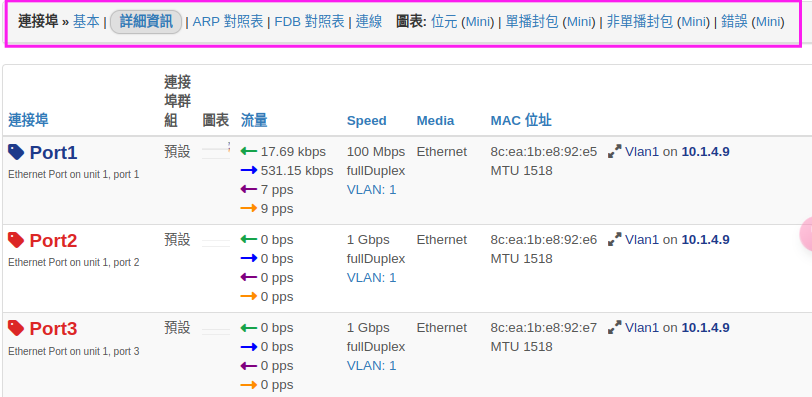 連接埠 » 基本 | 詳細資訊 | ARP 對照表 | FDB 對照表 | 連線 圖表: 位元 (Mini) | 單播封包 (Mini) | 非單播封包 (Mini) | 錯誤 (Mini)
連接埠 連接埠群組 圖表 流量 Speed Media MAC 位址
Port1 預設 17.69 kbps 100 Mbps Ethernet 8c:ea:1b:e8:92:e5 Vlan1 on 10.1.4.9
Ethernet Port on unit 1, port 1 531.15 kbps fullDuplex MTU 1518
7 pps VLAN: 1
9 pps
Port2 預設 0 bps 1 Gbps Ethernet 8c:ea:1b:e8:92:e6 Vlan1 on 10.1.4.9
Ethernet Port on unit 1, port 2 0 bps fullDuplex MTU 1518
0 pps VLAN: 1
0 pps
Port3 預設 0 bps 1 Gbps Ethernet 8c:ea:1b:e8:92:e7 Vlan1 on 10.1.4.9
Ethernet Port on unit 1, port 3 0 bps fullDuplex MTU 1518
0 pps VLAN: 1
0 pps